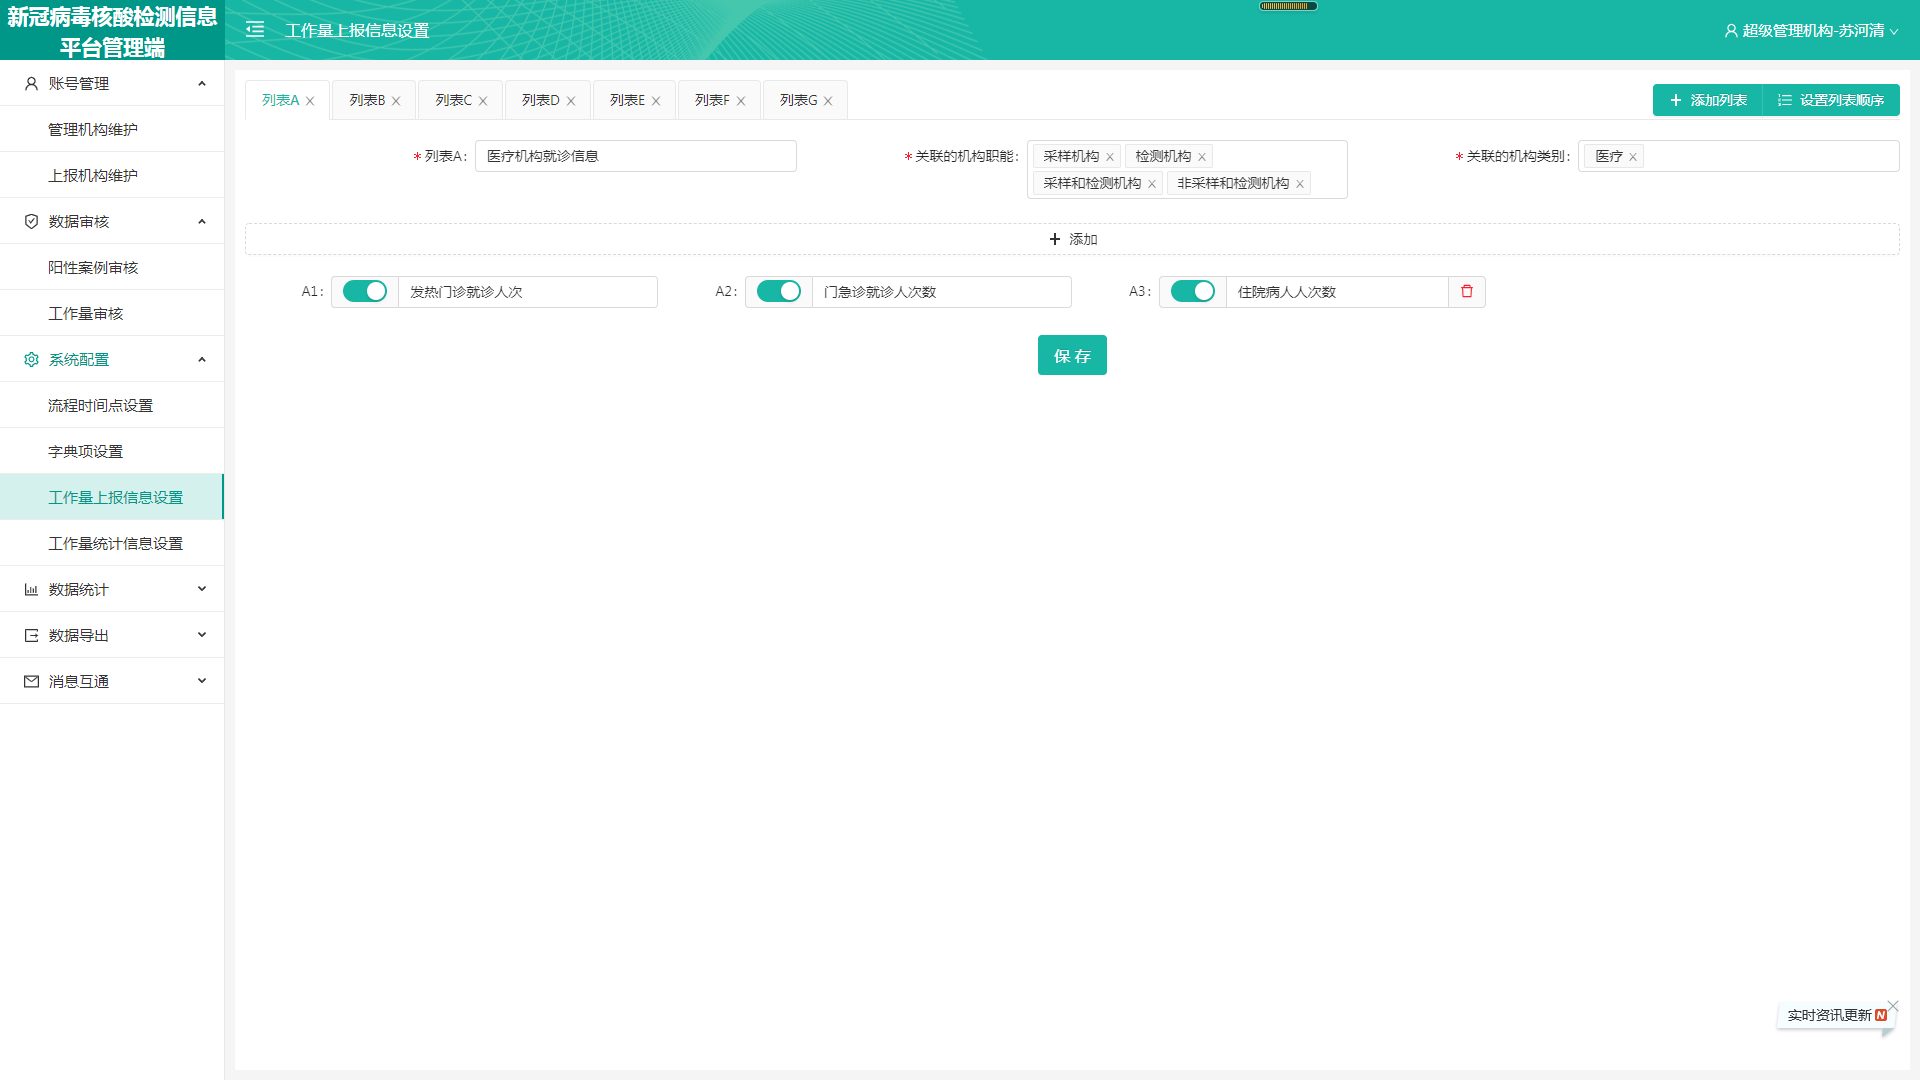 新冠病毒核酸检测信息
平台管理端
工作量上报信息设置
超级管理机构-苏河清
账号管理
管理机构维护
上报机构维护
数据审核
阳性案例审核
工作量审核
系统配置
流程时间点设置
字典项设置
工作量上报信息设置
工作量统计信息设置
数据统计
数据导出
消息互通
列表A 列表B 列表C 列表D 列表E 列表F 列表G
添加列表 设置列表顺序
*列表A: 医疗机构就诊信息
*关联的机构职能: 采样机构 检测机构
采样和检测机构 非采样和检测机构
*关联的机构类别: 医疗
添加
A1: 发热门诊就诊人次 A2: 门急诊就诊人次数 A3: 住院病人人次数
保存
实时资讯更新 N